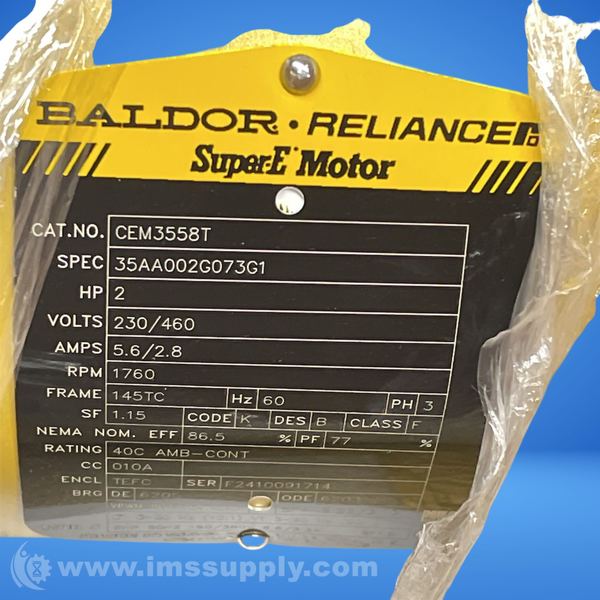 BALDOR • RELIANCE
Super-E Motor
CAT.NO. CEM3558T
SPEC 35AA002G073G1
HP 2
VOLTS 230/460
AMPS 5.6/2.8
RPM 1760
FRAME 145TC Hz 60 PH 3
SF 1.15 CODE K DES B CLASS F
NEMA NOM. EFF 86.5 % PF 77 %
RATING 40C AMB-CONT
CC 010A
ENCL TEFC SER F2410091714
BRG DE 6205 ODE 6203
www.imssupply.com